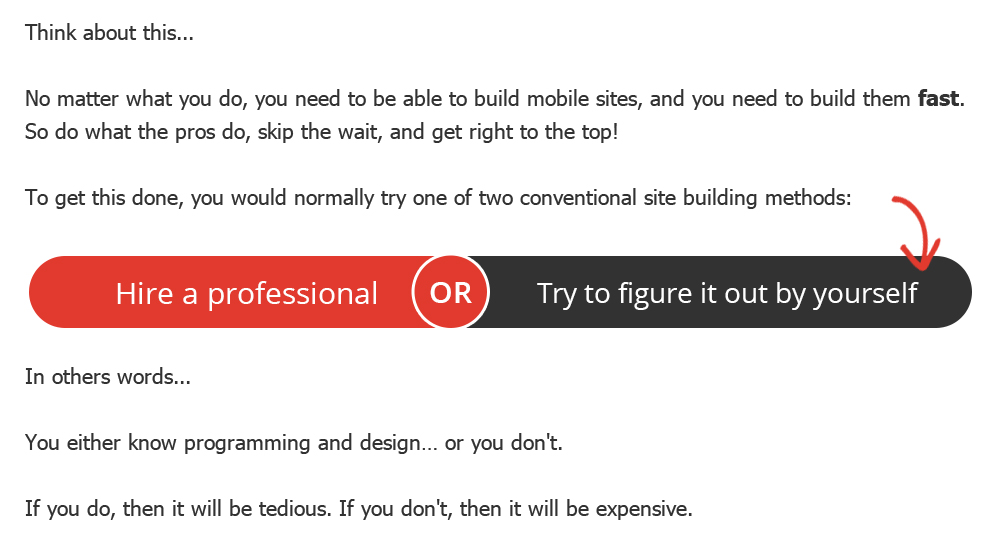 Think about this...
No matter what you do, you need to be able to build mobile sites, and you need to build them fast.
So do what the pros do, skip the wait, and get right to the top!
To get this done, you would normally try one of two conventional site building methods:
Hire a professional OR Try to figure it out by yourself
In others words...
You either know programming and design... or you don't.
If you do, then it will be tedious. If you don't, then it will be expensive.